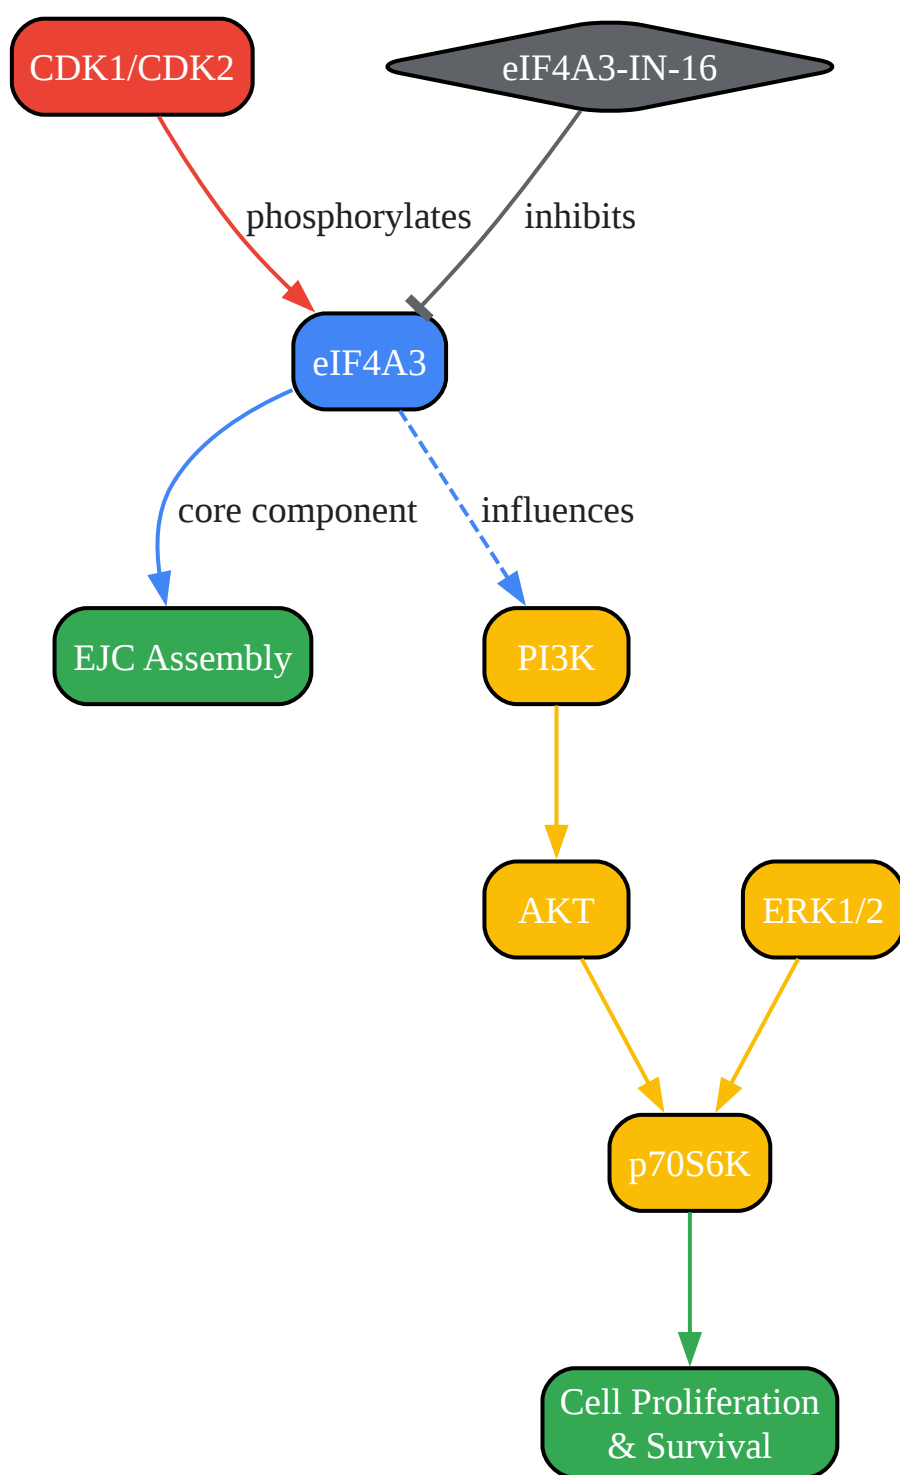 CDK1/CDK2
eIF4A3-IN-16
phosphorylates
inhibits
eIF4A3
core component
influences
EJC Assembly
PI3K
AKT
ERK1/2
p70S6K
Cell Proliferation
& Survival